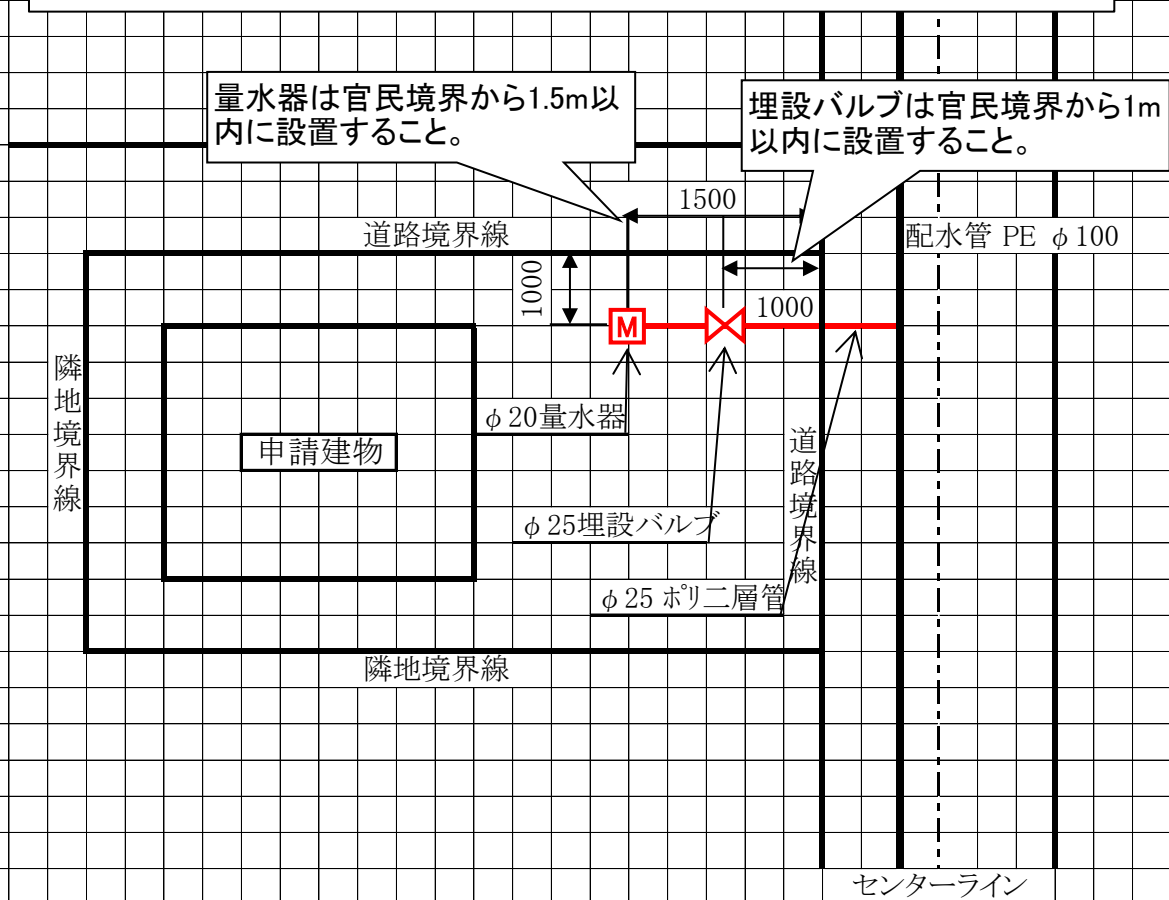 量水器は官民境界から1.5m以
内に設置すること。
埋設バルブは官民境界から1m
以内に設置すること。
1500
道路境界線
配水管 PE φ100
1000
1000
M
隣地境界線
φ20量水器
申請建物
道路境界線
φ25埋設バルブ
φ25 ﾎﾟﾘ二層管
隣地境界線
センターライン